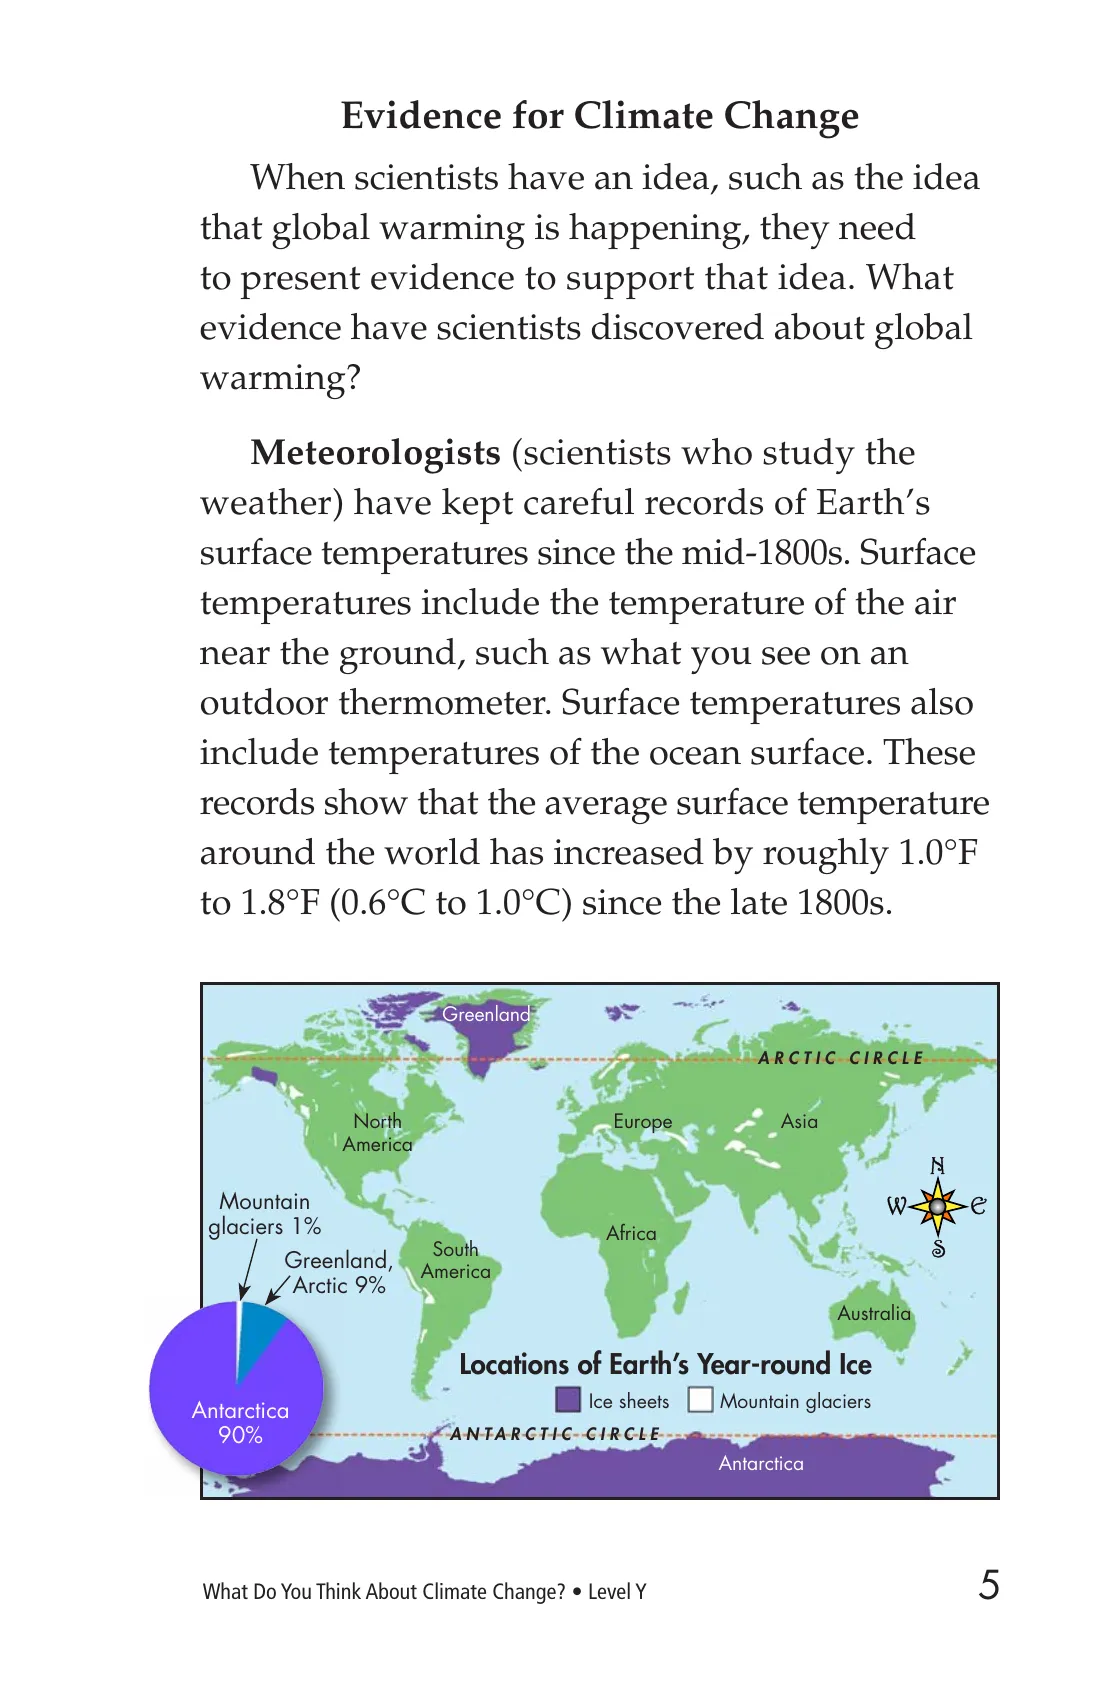 Evidence for Climate Change
When scientists have an idea, such as the idea
that global warming is happening, they need
to present evidence to support that idea. What
evidence have scientists discovered about global
warming?
Meteorologists (scientists who study the
weather) have kept careful records of Earth’s
surface temperatures since the mid-1800s. Surface
temperatures include the temperature of the air
near the ground, such as what you see on an
outdoor thermometer. Surface temperatures also
include temperatures of the ocean surface. These
records show that the average surface temperature
around the world has increased by roughly 1.0°F
to 1.8°F (0.6°C to 1.0°C) since the late 1800s.
Greenland
ARCTIC CIRCLE
North
America
Europe
Asia
N
W
E
S
Mountain
glaciers 1%
Greenland,
Arctic 9%
South
America
Africa
Australia
Locations of Earth’s Year-round Ice
Ice sheets
Mountain glaciers
Antarctica
90%
ANTARCTIC CIRCLE
Antarctica
What Do You Think About Climate Change? • Level Y
5